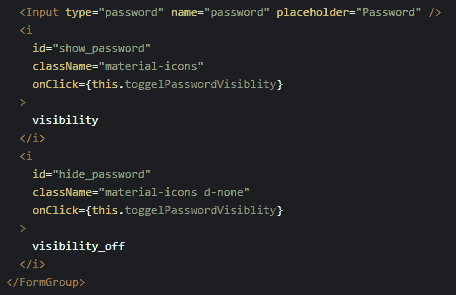 <Input type="password" name="password" placeholder="Password" />
<i
id="show_password"
className="material-icons"
onClick={this.toggelPasswordVisiblity}
>
visibility
</i>
<i
id="hide_password"
className="material-icons d-none"
onClick={this.toggelPasswordVisiblity}
>
visibility_off
</i>
</FormGroup>